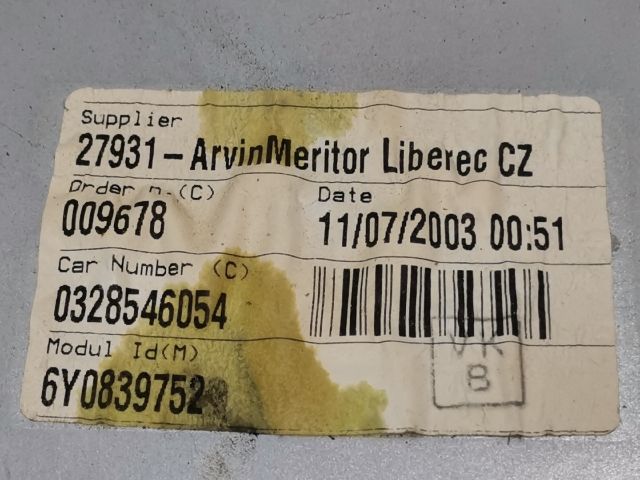 Supplier
27931-ArvinMeritor Liberec CZ
Order n.(C) Date
009678 11/07/2003 00:51
Car Number (C)
0328546054
Modul Id(M)
6Y0839752
VK
8